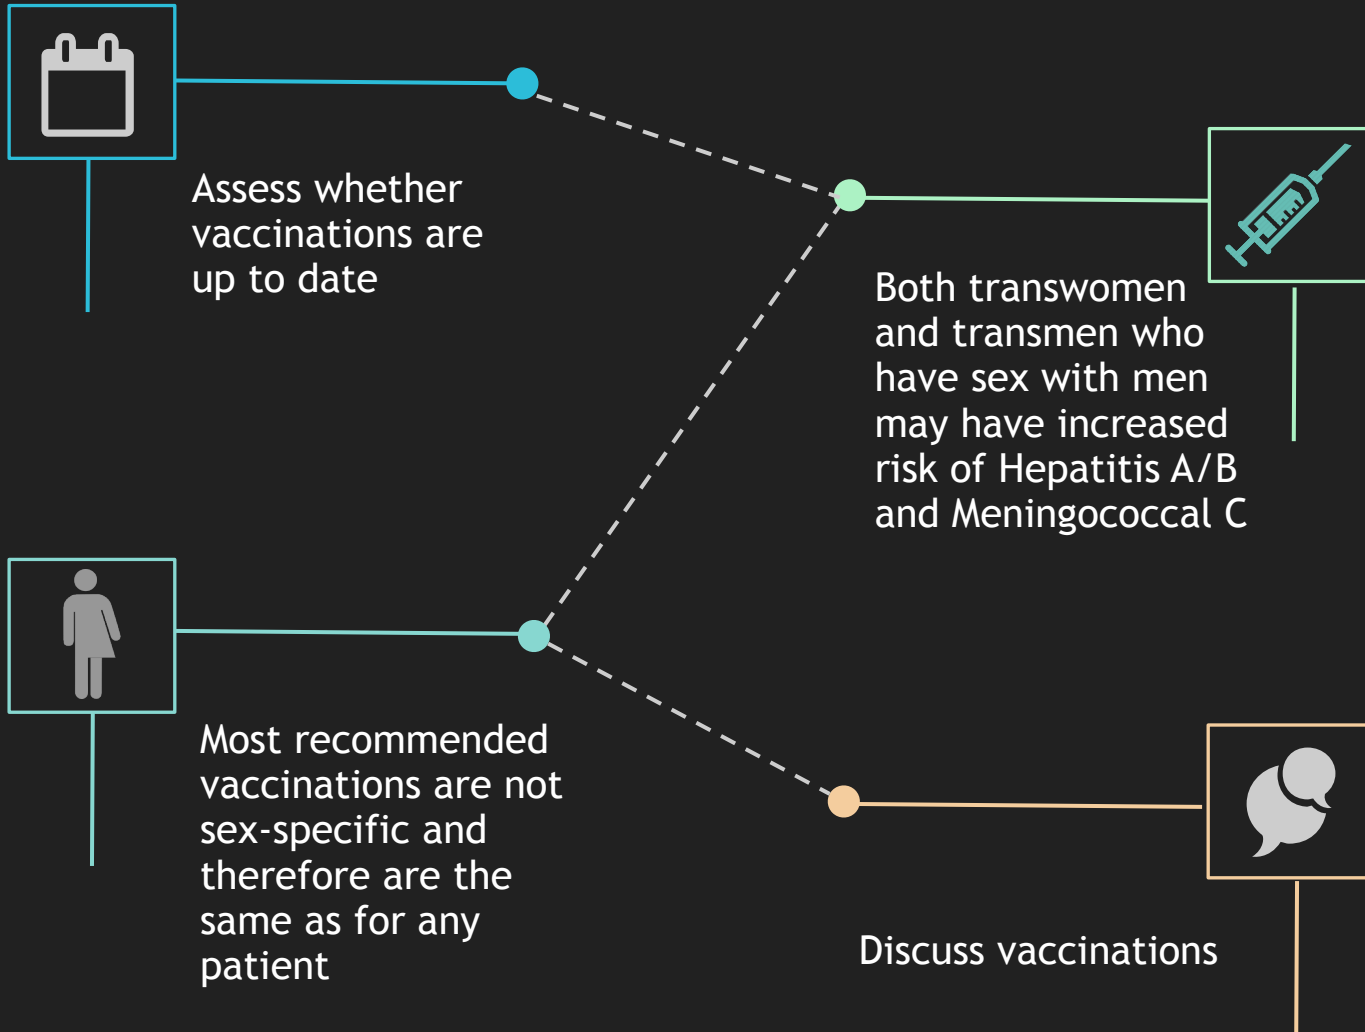 Assess whether
vaccinations are
up to date
Both transwomen
and transmen who
have sex with men
may have increased
risk of Hepatitis A/B
and Meningococcal C
Most recommended
vaccinations are not
sex-specific and
therefore are the
same as for any
patient
Discuss vaccinations